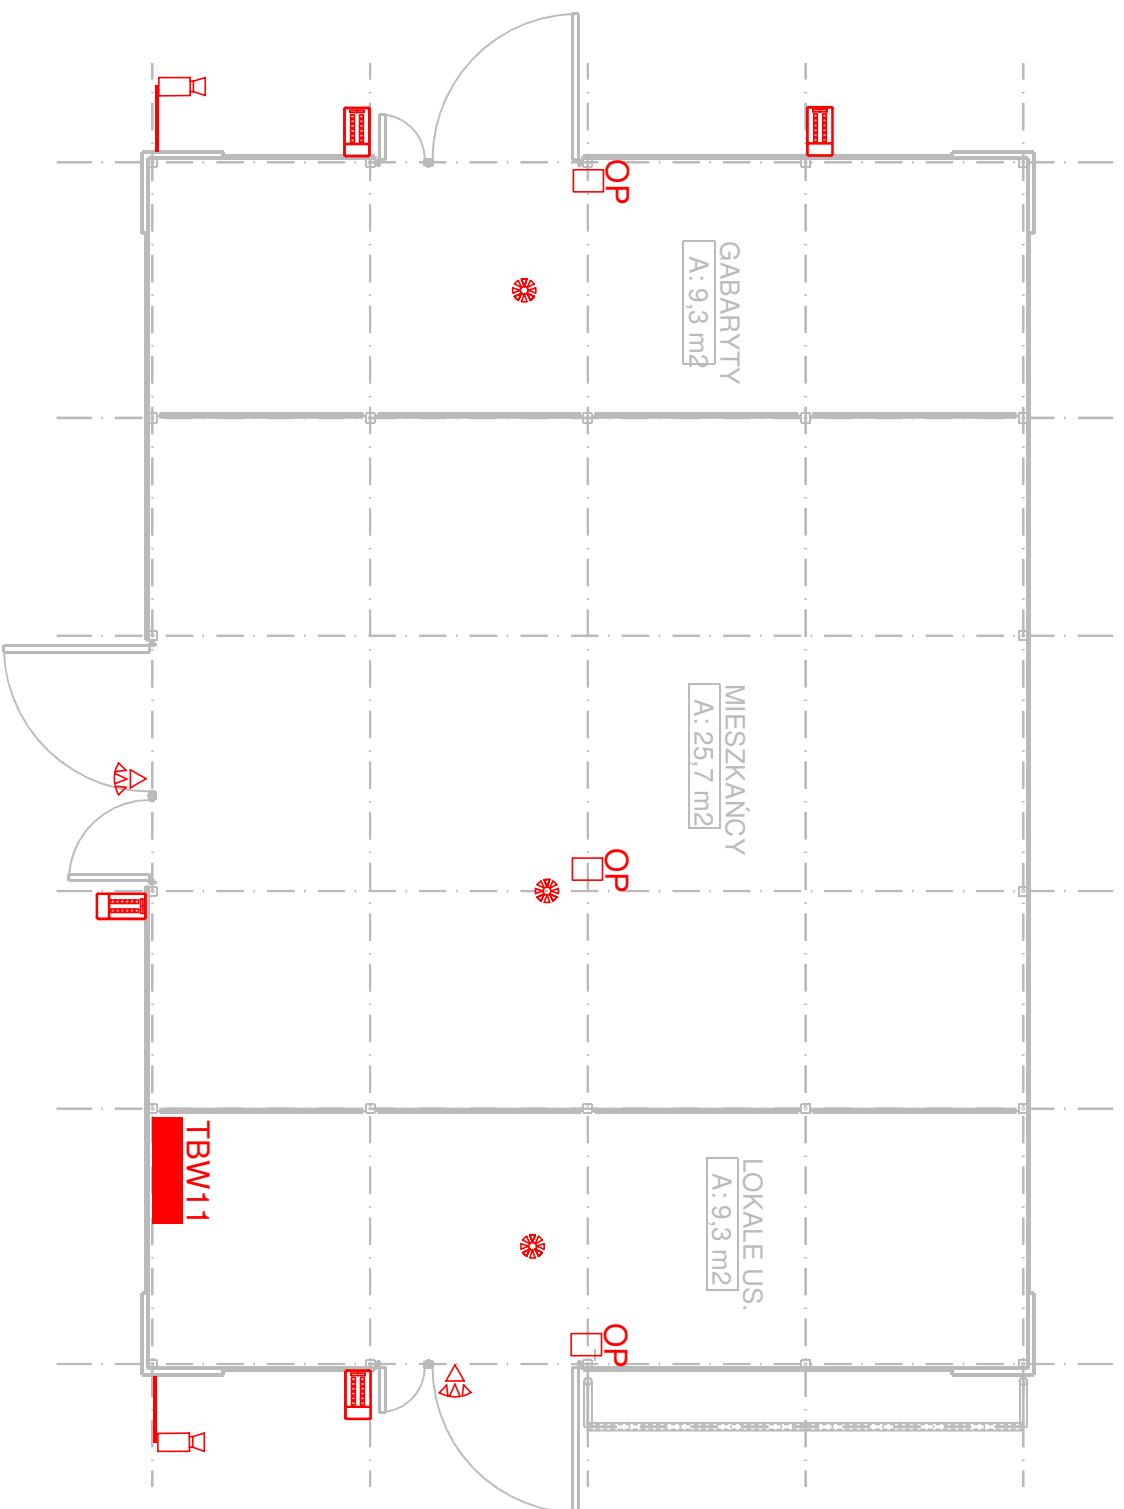 OP
GABARYTY
A: 9,3 m2
MIESZKAŃCY
A: 25,7 m2
OP
TBW11
LOKALE US.
A: 9,3 m2
OP